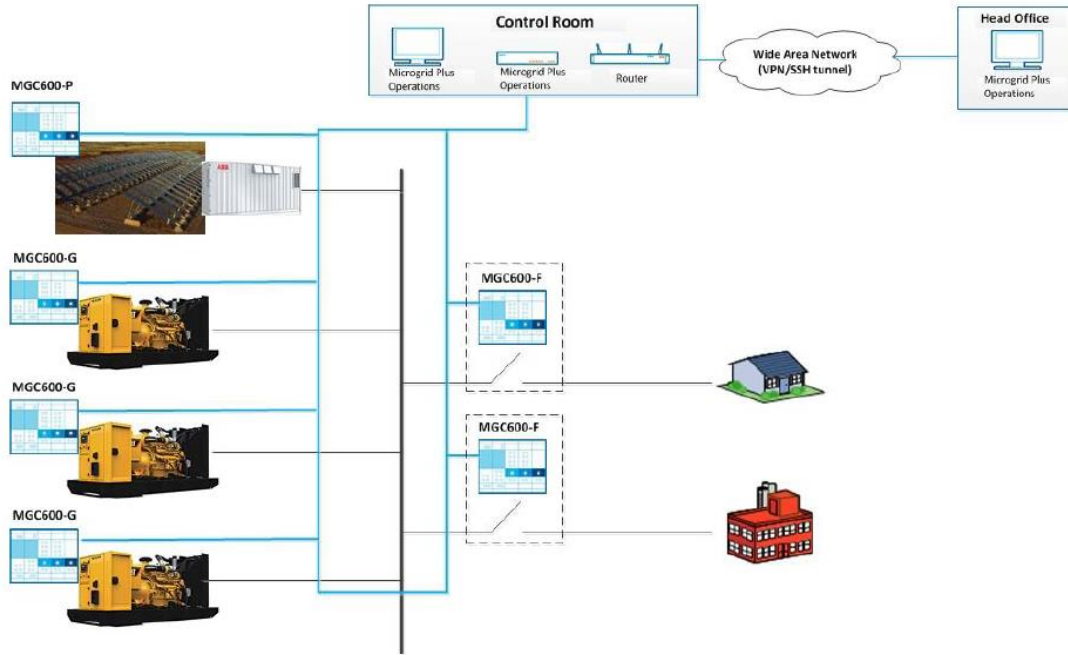 Control Room
Microgrid Plus
Operations
Microgrid Plus
Operations
Router
Wide Area Network
(VPN/SSH tunnel)
Head Office
Microgrid Plus
Operations
MGC600-P
ABB
MGC600-G
MGC600-F
MGC600-G
MGC600-F
MGC600-G